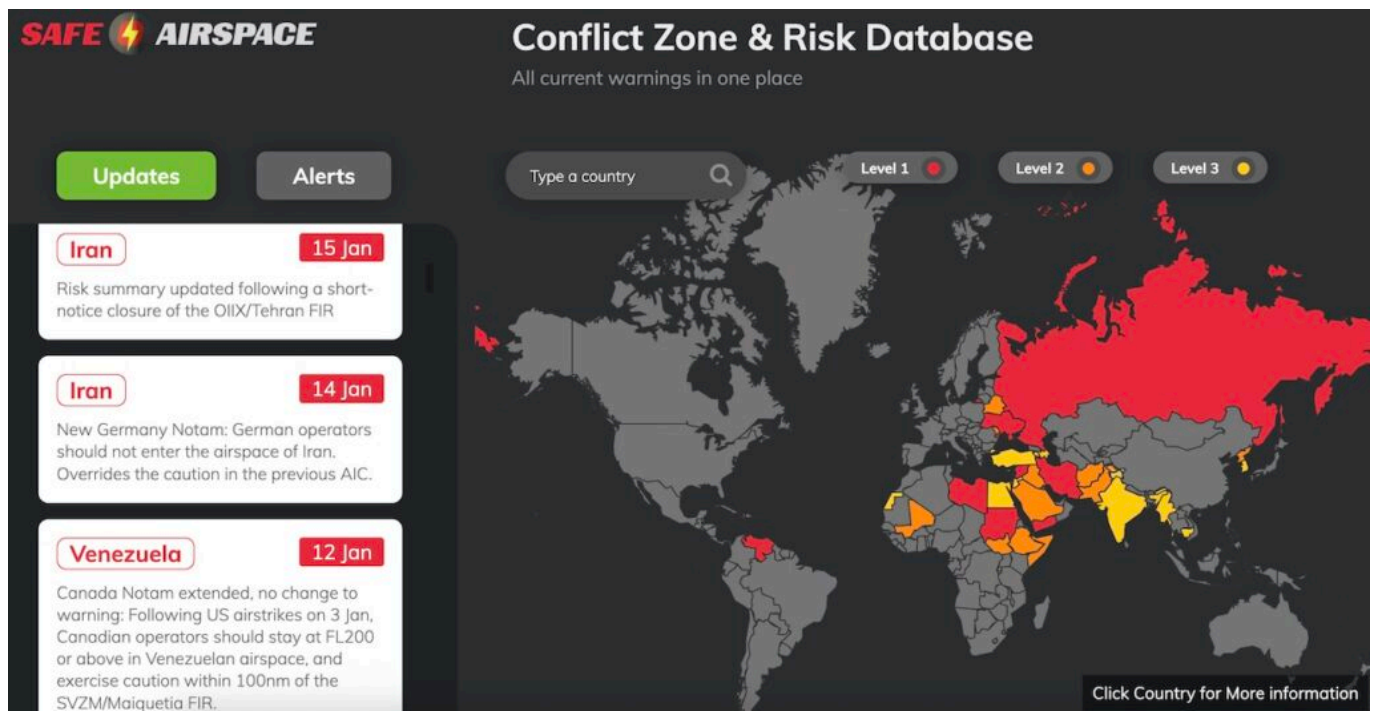 SAFE AIRSPACE
Conflict Zone & Risk Database
All current warnings in one place
Updates
Alerts
Type a country
Level 1
Level 2
Level 3
Iran
15 Jan
Risk summary updated following a short-
notice closure of the OIIX/Tehran FIR
Iran
14 Jan
New Germany Notam: German operators
should not enter the airspace of Iran.
Overrides the caution in the previous AIC.
Venezuela
12 Jan
Canada Notam extended, no change to
warning: Following US airstrikes on 3 Jan,
Canadian operators should stay at FL200
or above in Venezuelan airspace, and
exercise caution within 100nm of the
SVZM/Maiquetia FIR.
Click Country for More information